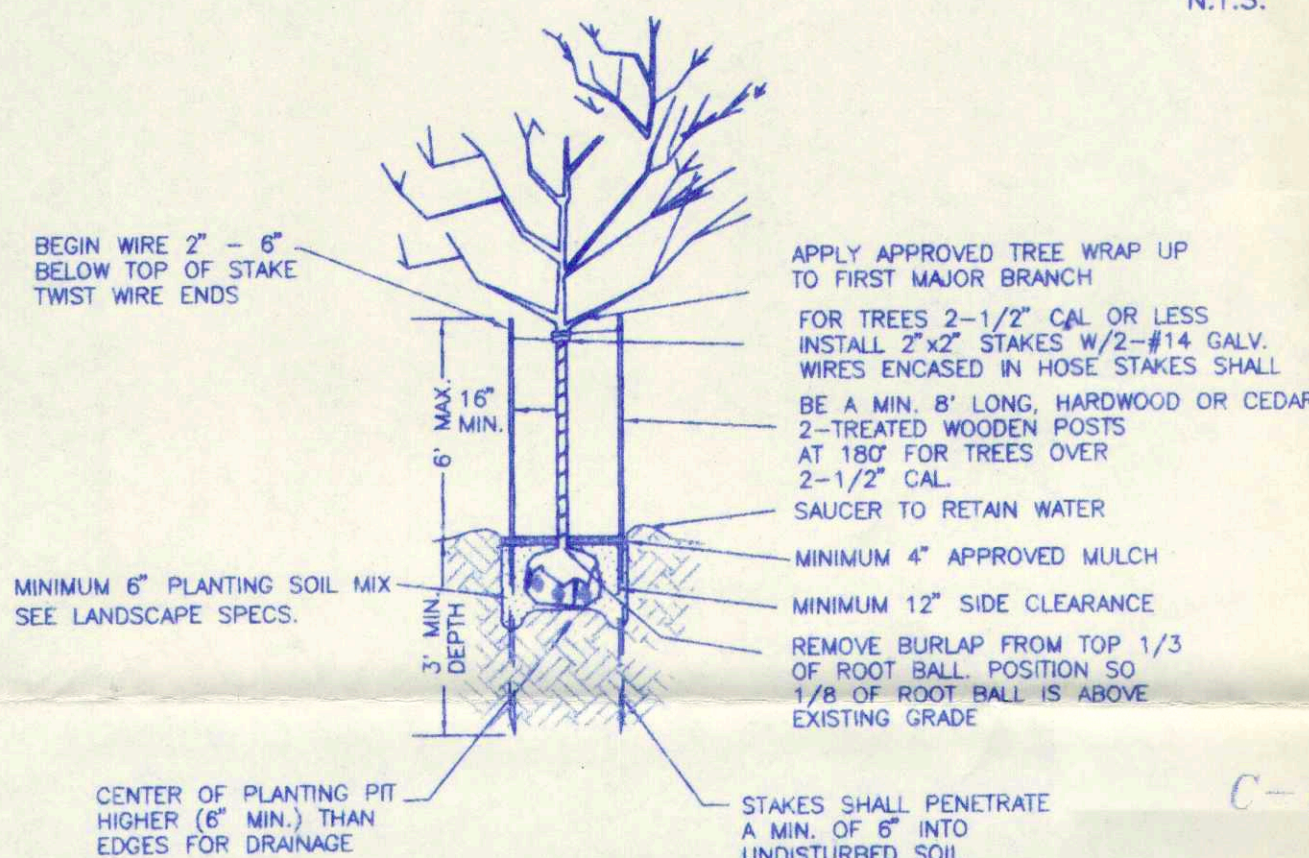 N.T.S.
BEGIN WIRE 2" - 6"
BELOW TOP OF STAKE
TWIST WIRE ENDS
6' MAX.
16"
MIN.
MINIMUM 6" PLANTING SOIL MIX
SEE LANDSCAPE SPECS.
3' MIN.
DEPTH
CENTER OF PLANTING PIT
HIGHER (6" MIN.) THAN
EDGES FOR DRAINAGE
APPLY APPROVED TREE WRAP UP
TO FIRST MAJOR BRANCH
FOR TREES 2-1/2" CAL OR LESS
INSTALL 2"x2" STAKES W/2-#14 GALV.
WIRES ENCASED IN HOSE STAKES SHALL
BE A MIN. 8' LONG, HARDWOOD OR CEDAR
2-TREATED WOODEN POSTS
AT 180° FOR TREES OVER
2-1/2" CAL.
SAUCER TO RETAIN WATER
MINIMUM 4" APPROVED MULCH
MINIMUM 12" SIDE CLEARANCE
REMOVE BURLAP FROM TOP 1/3
OF ROOT BALL. POSITION SO
1/8 OF ROOT BALL IS ABOVE
EXISTING GRADE
STAKES SHALL PENETRATE
A MIN. OF 6" INTO
UNDISTURBED SOIL
C-